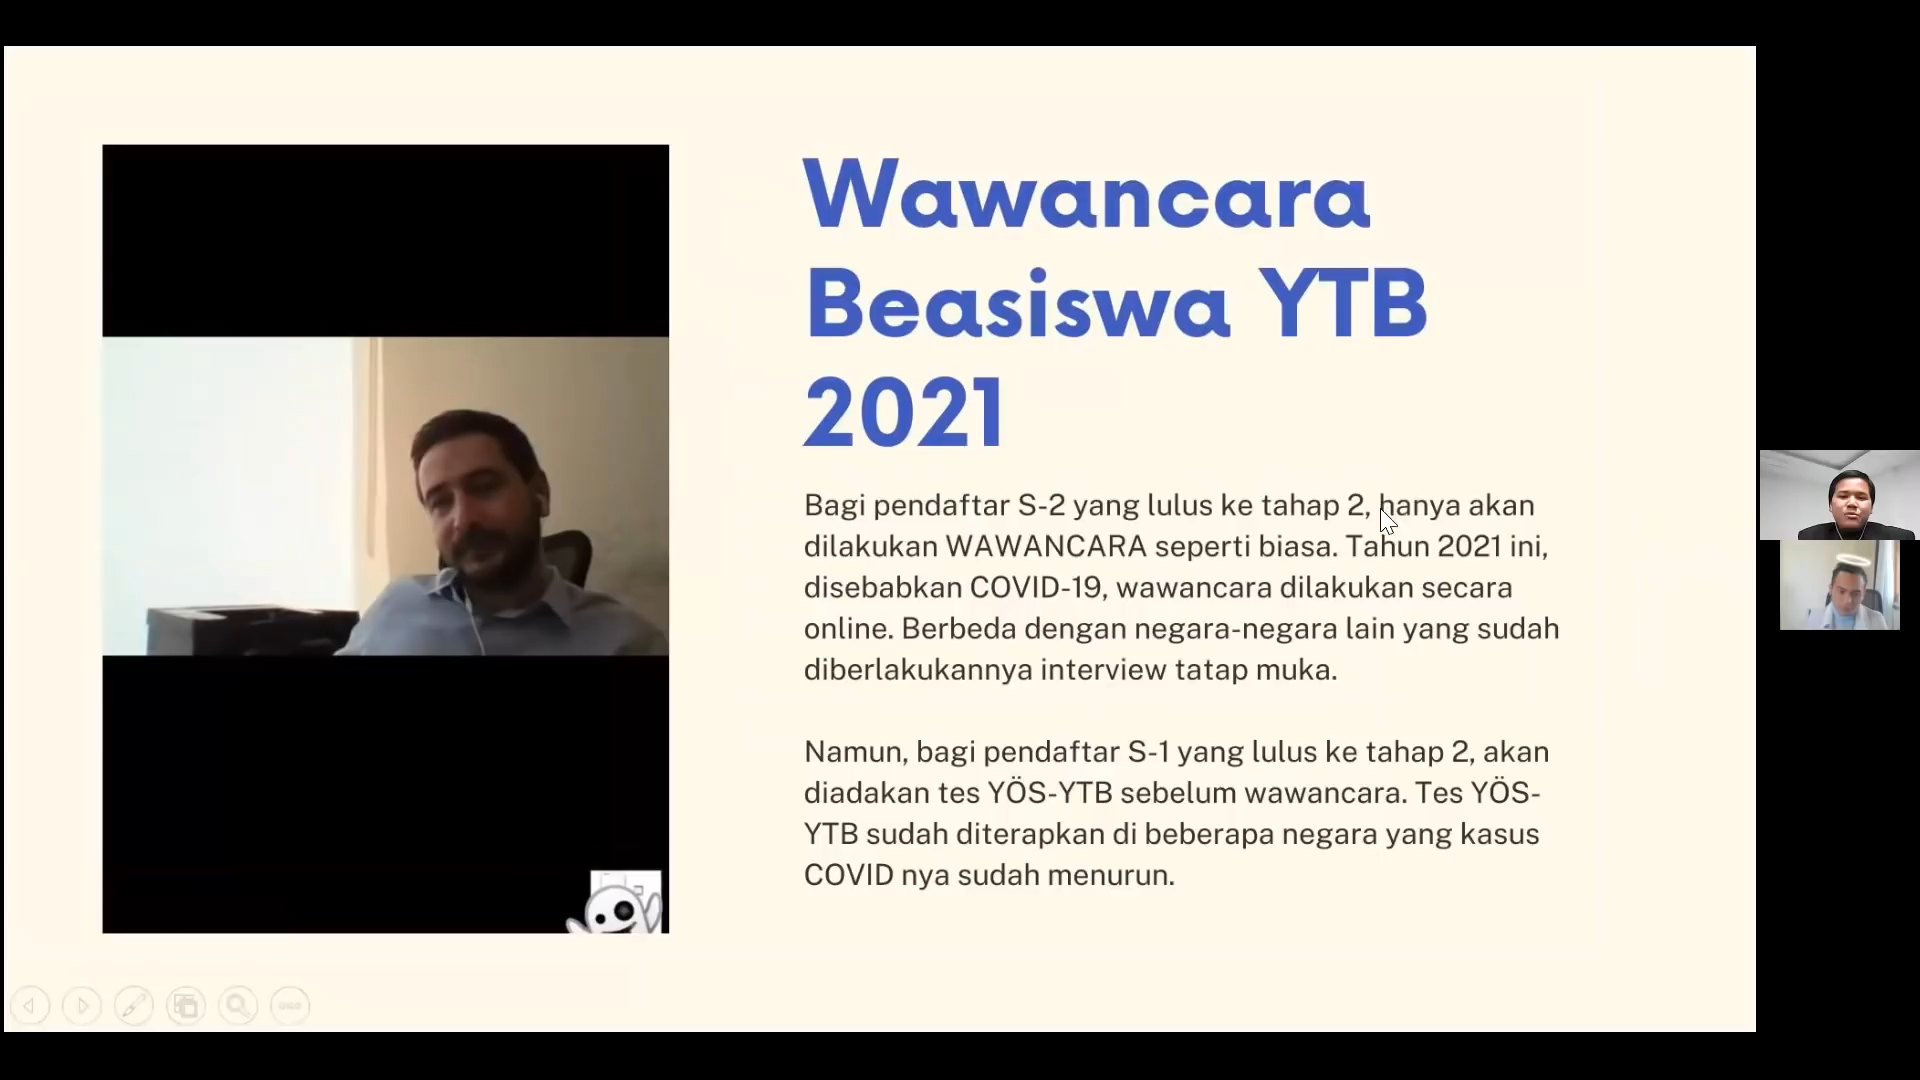 Wawancara
Beasiswa YTB
2021
Bagi pendaftar S-2 yang lulus ke tahap 2, hanya akan
dilakukan WAWANCARA seperti biasa. Tahun 2021 ini,
disebabkan COVID-19, wawancara dilakukan secara
online. Berbeda dengan negara-negara lain yang sudah
diberlakukannya interview tatap muka.
Namun, bagi pendaftar S-1 yang lulus ke tahap 2, akan
diadakan tes YÖS-YTB sebelum wawancara. Tes YÖS-
YTB sudah diterapkan di beberapa negara yang kasus
COVID nya sudah menurun.